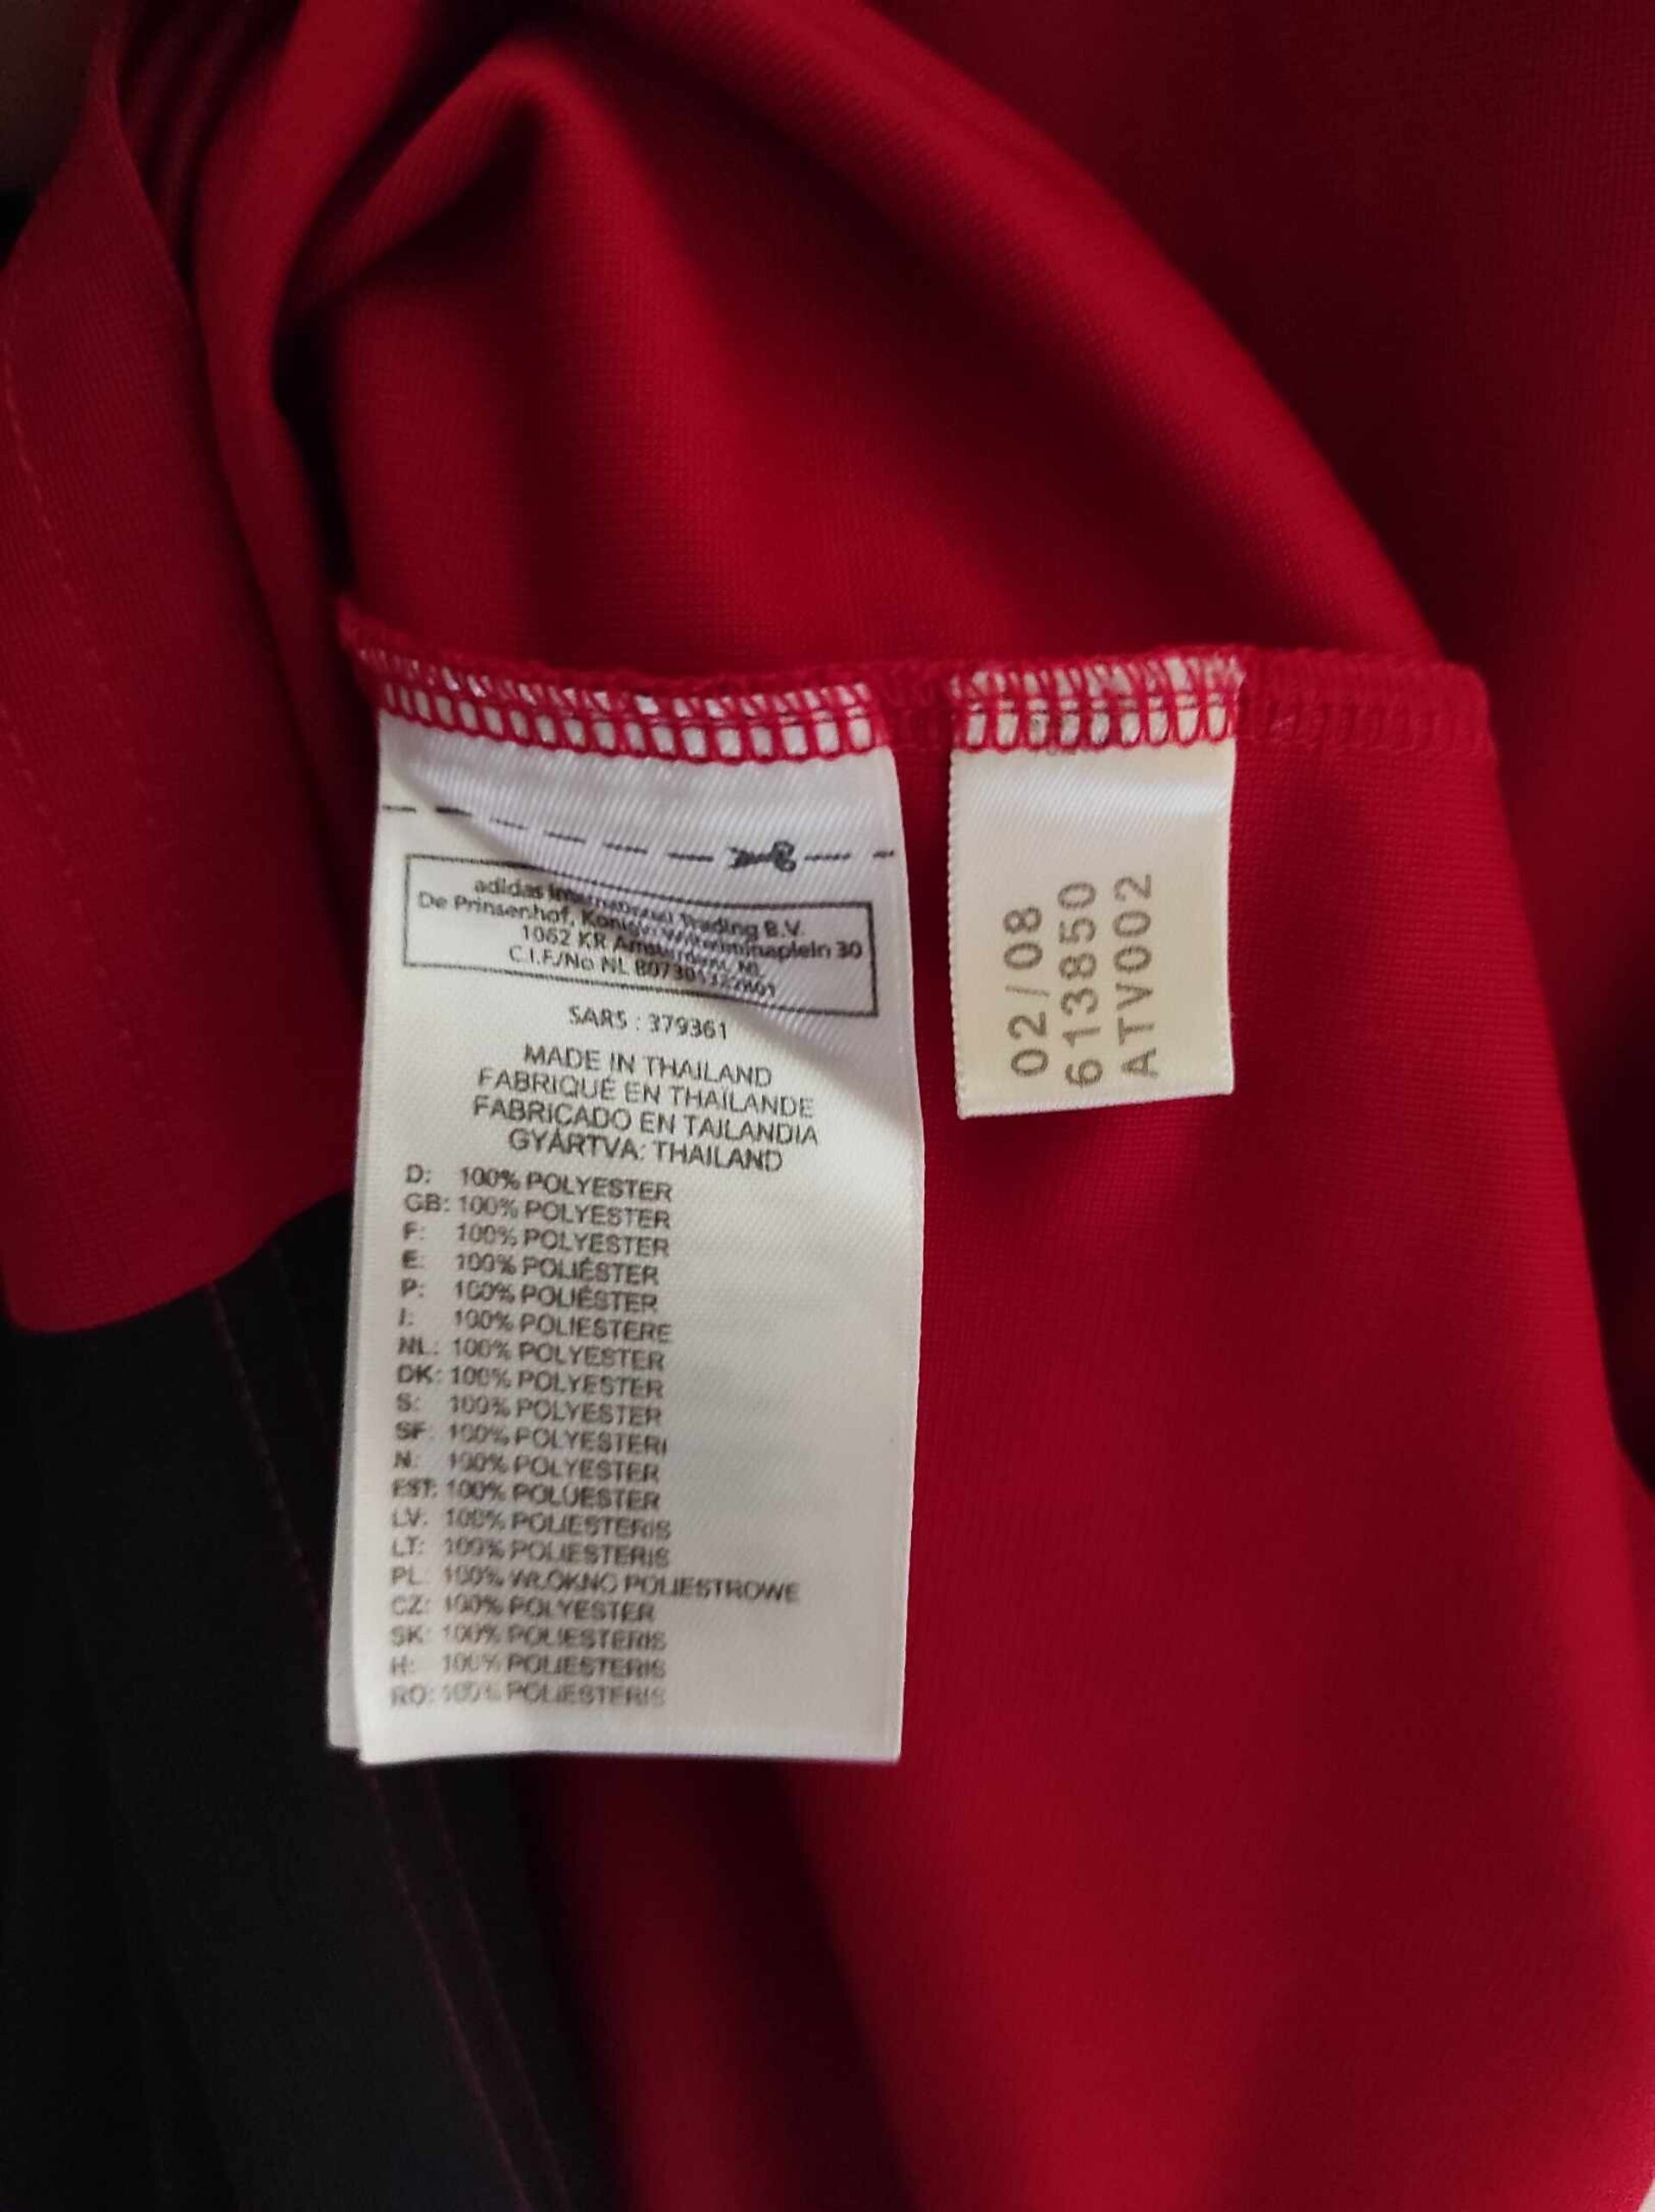 adidas International Trading B.V.
De Prinsenhof, Koningin Wilhelminaplein 30
1062 KR Amsterdam, NL
C.I.F./No NL
SARS : 379361
MADE IN THAILAND
FABRIQUÉ EN THAÏLANDE
FABRICADO EN TAILANDIA
GYÁRTVA: THAILAND
D: 100% POLYESTER
GB: 100% POLYESTER
F: 100% POLYESTER
E: 100% POLIÉSTER
P: 100% POLIÉSTER
I: 100% POLIESTERE
NL: 100% POLYESTER
DK: 100% POLYESTER
S: 100% POLYESTER
SF: 100% POLYESTERI
N: 100% POLYESTER
EST: 100% POLÜESTER
LV: 100% POLIESTERIS
LT: 100% POLIESTERIS
PL: 100% WŁÓKNO POLIESTROWE
CZ: 100% POLYESTER
SK: 100% POLIESTERIS
H: 100% POLIESTERIS
RO: 100% POLIESTERIS
02/08
613850
ATV002